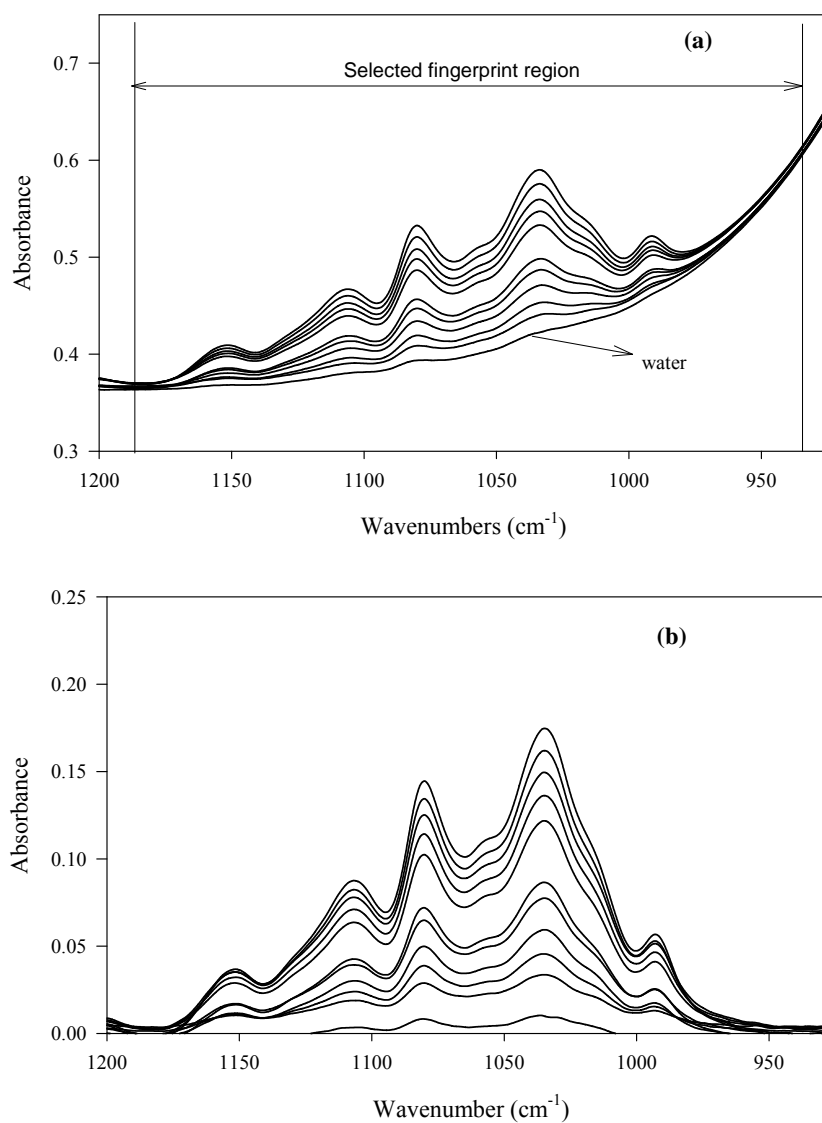 (a)
Selected fingerprint region
0.7
0.6
0.5
0.4
0.3
Absorbance
water
1200 1150 1100 1050 1000 950
Wavenumbers (cm⁻¹)
(b)
0.25
0.20
0.15
0.10
0.05
0.00
Absorbance
1200 1150 1100 1050 1000 950
Wavenumber (cm⁻¹)